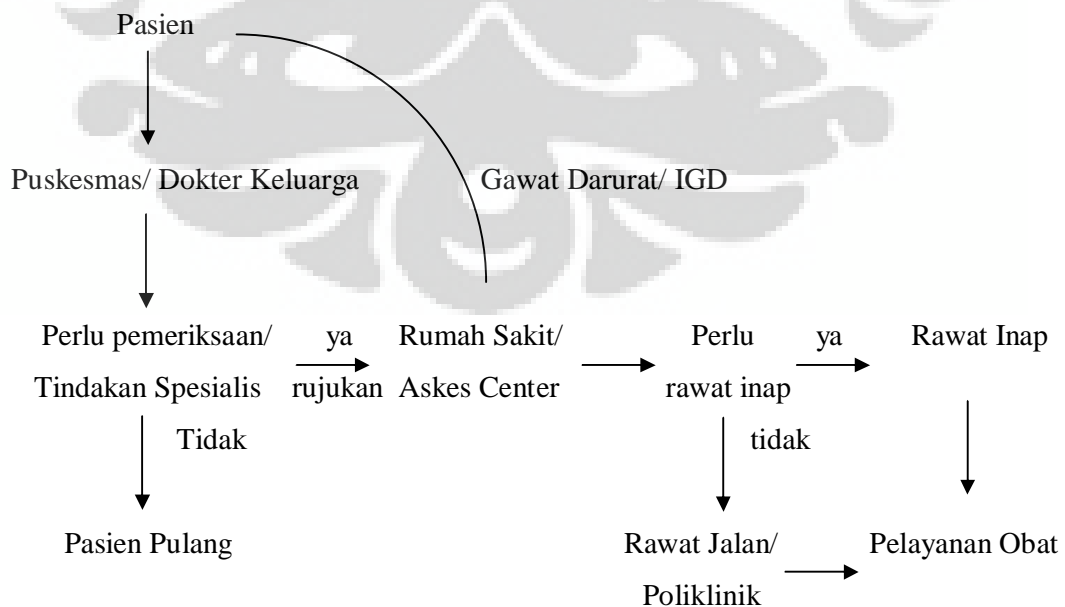 Pasien
Puskesmas/ Dokter Keluarga
Gawat Darurat/ IGD
Perlu pemeriksaan/
Tindakan Spesialis
ya
rujukan
Rumah Sakit/
Askes Center
Perlu
rawat inap
ya
Rawat Inap
Tidak
tidak
Pasien Pulang
Rawat Jalan/
Poliklinik
Pelayanan Obat